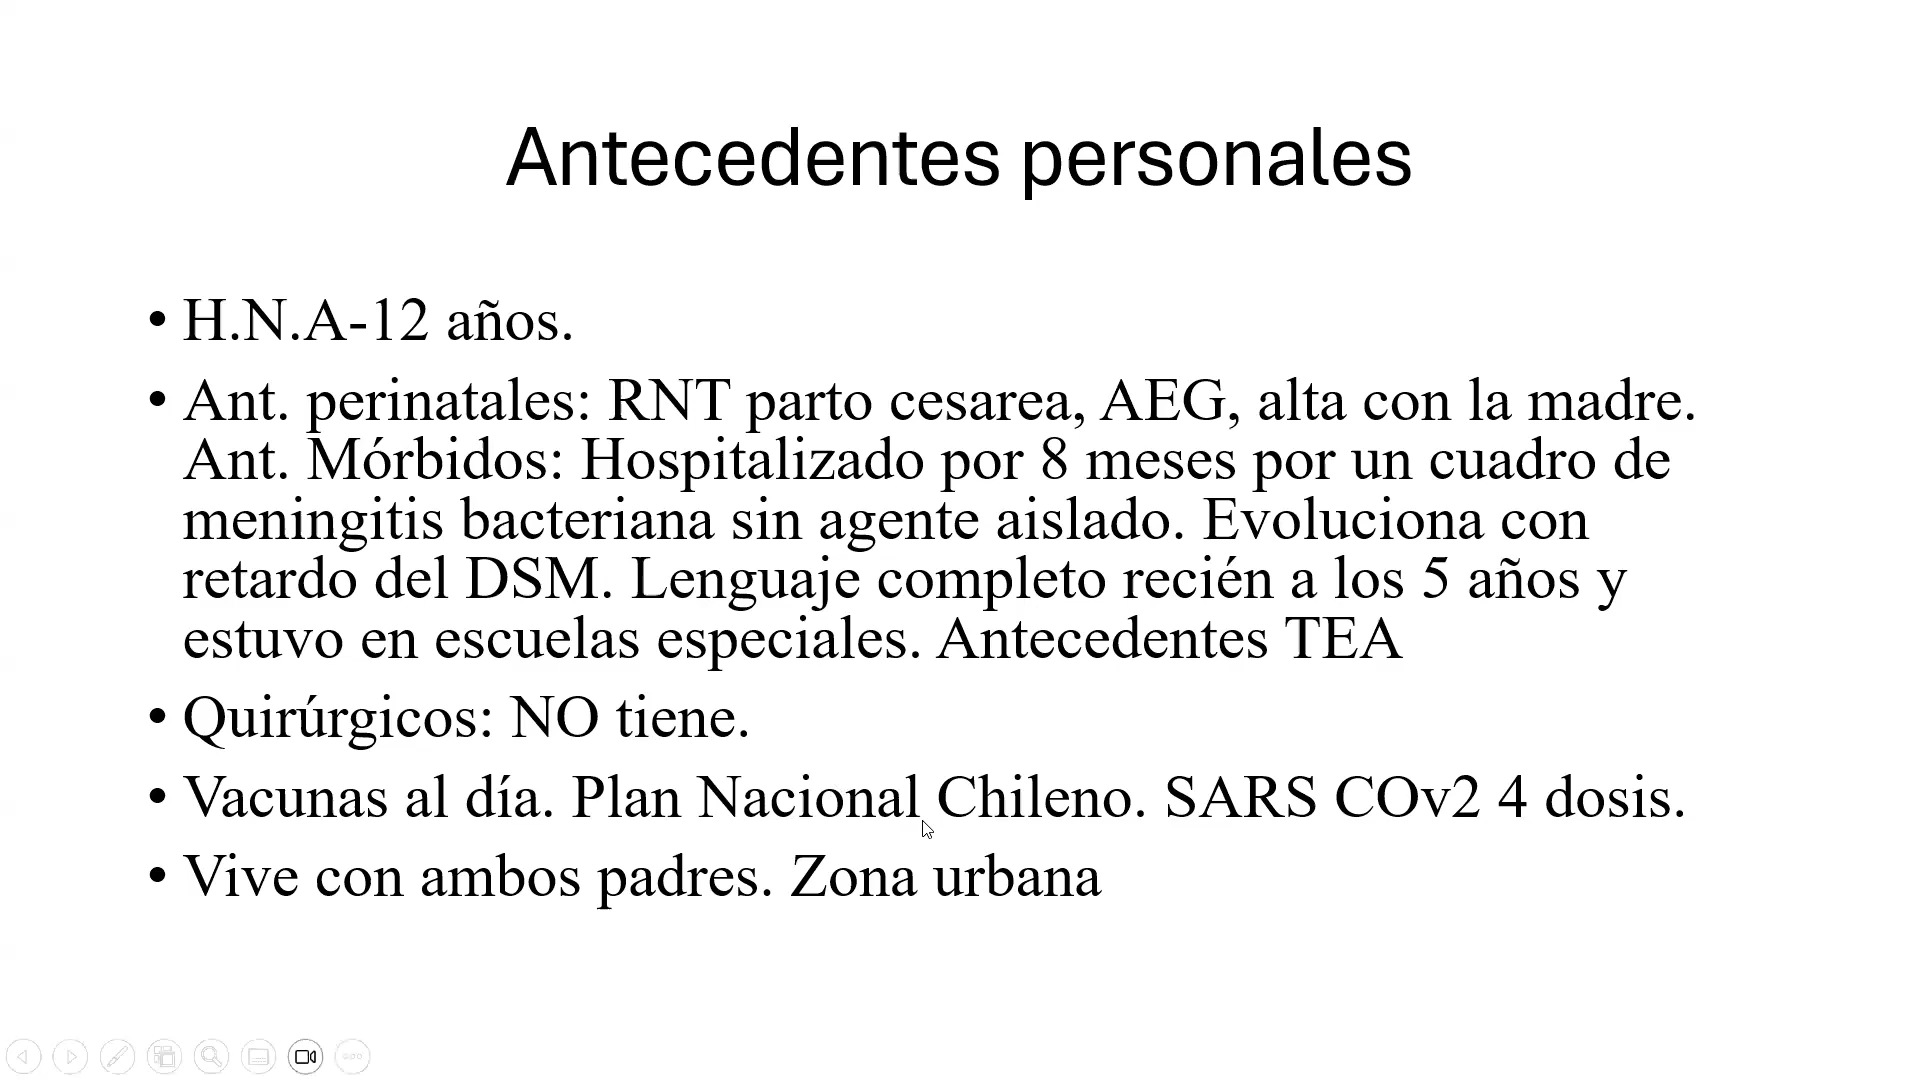 Antecedentes personales
• H.N.A-12 años.
• Ant. perinatales: RNT parto cesarea, AEG, alta con la madre.
Ant. Mórbidos: Hospitalizado por 8 meses por un cuadro de
meningitis bacteriana sin agente aislado. Evoluciona con
retardo del DSM. Lenguaje completo recién a los 5 años y
estuvo en escuelas especiales. Antecedentes TEA
• Quirúrgicos: NO tiene.
• Vacunas al día. Plan Nacional Chileno. SARS COv2 4 dosis.
• Vive con ambos padres. Zona urbana